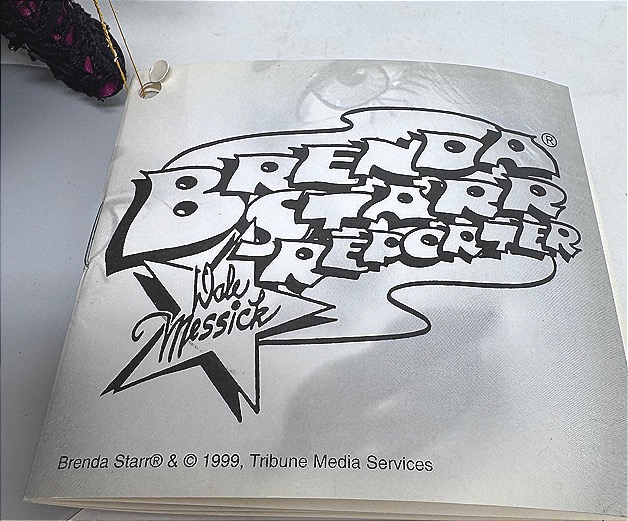 BRENDA ®
STARR
REPORTER
Dale
Messick
Brenda Starr® & © 1999, Tribune Media Services